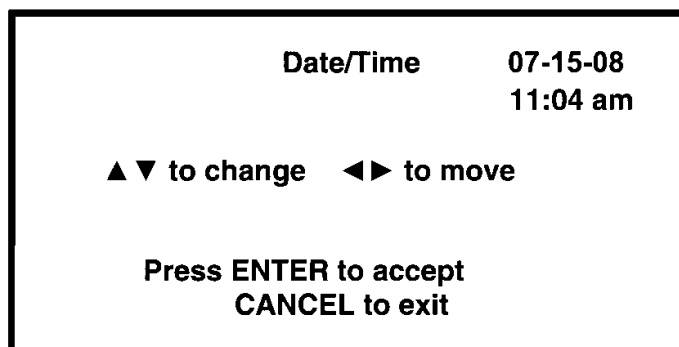 Date/Time 07-15-08
11:04 am
▲ ▼ to change ◄► to move
Press ENTER to accept
CANCEL to exit